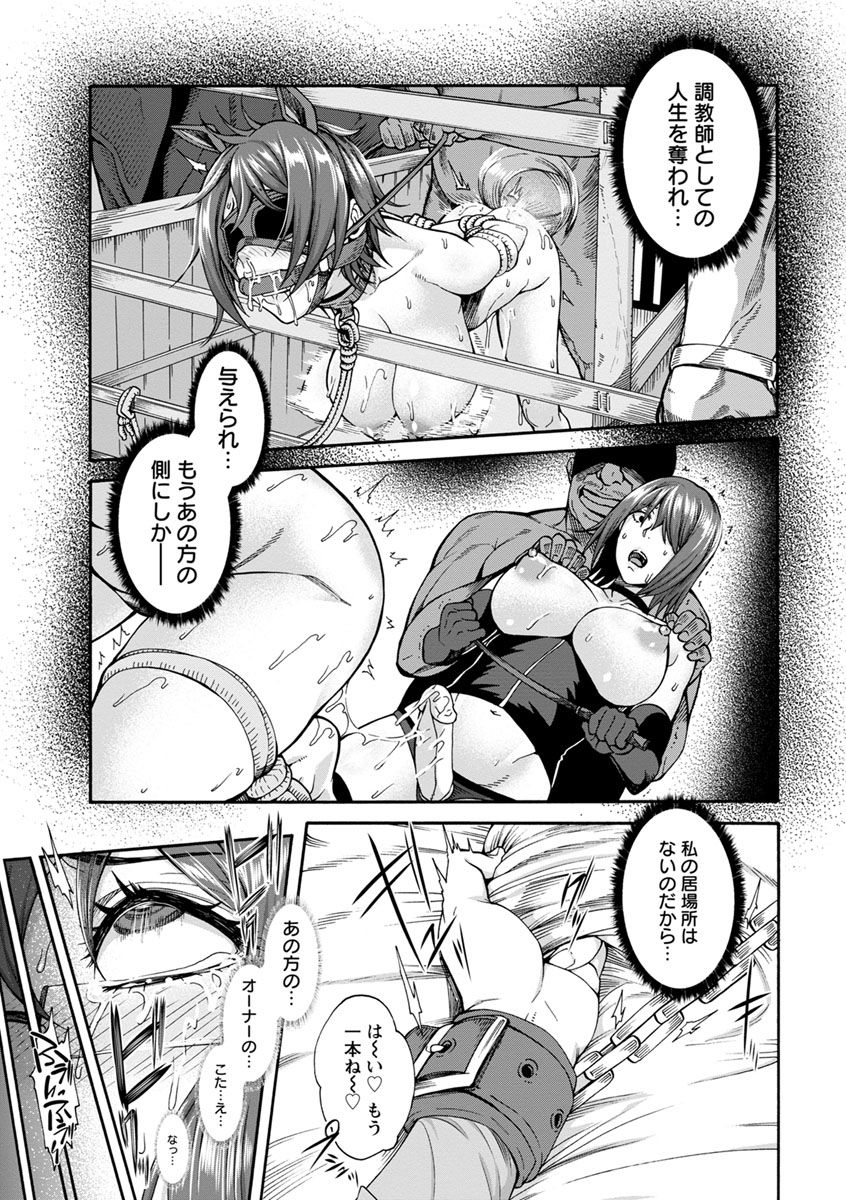 調教師としての
人生を奪われ…
与えられ…
もうあの方の
側にしか──
私の居場所は
ないのだから…
は〜い♡もう
一本ね〜♡
あの方の…
オーナーの…
こた…え…
なっ…